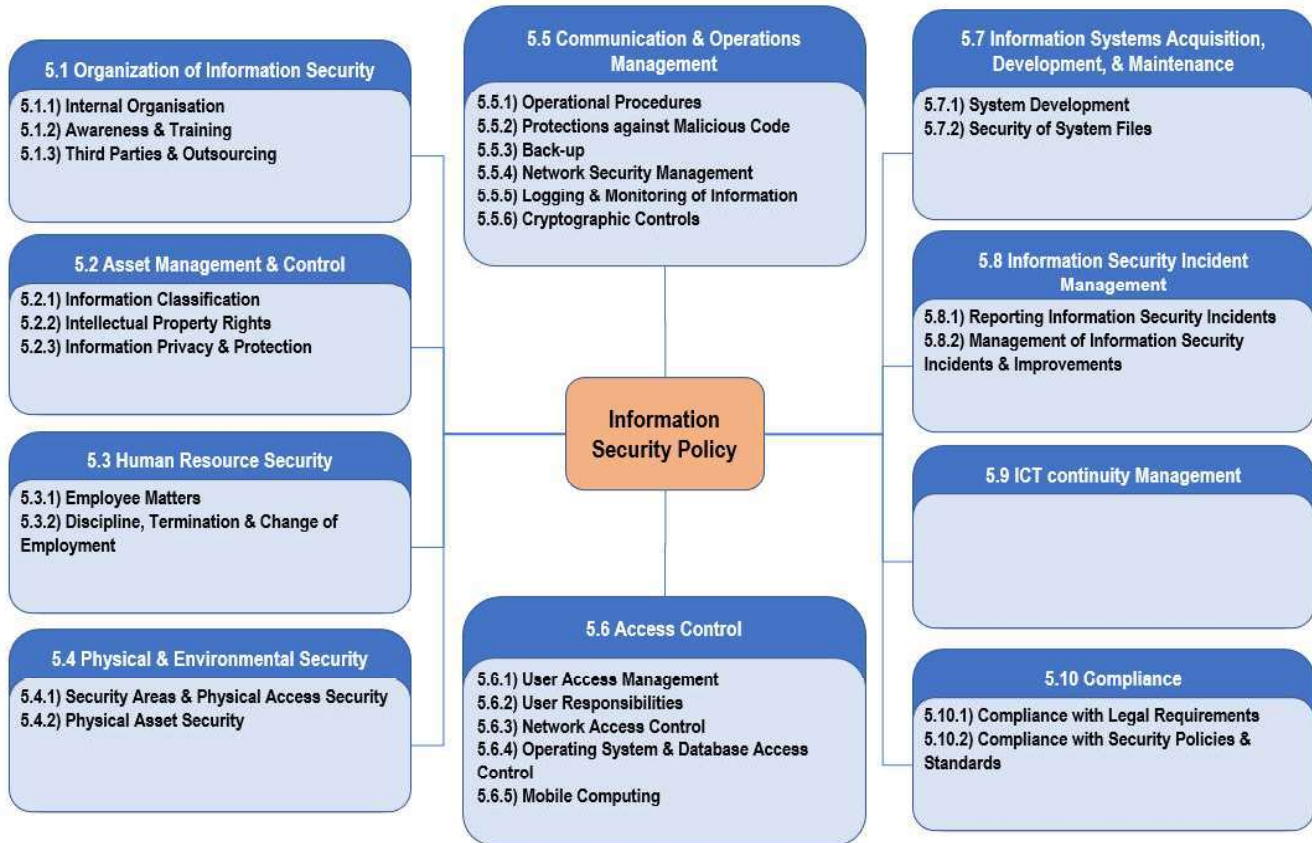 5.1 Organization of Information Security
5.1.1) Internal Organisation
5.1.2) Awareness & Training
5.1.3) Third Parties & Outsourcing
5.2 Asset Management & Control
5.2.1) Information Classification
5.2.2) Intellectual Property Rights
5.2.3) Information Privacy & Protection
5.3 Human Resource Security
5.3.1) Employee Matters
5.3.2) Discipline, Termination & Change of
Employment
5.4 Physical & Environmental Security
5.4.1) Security Areas & Physical Access Security
5.4.2) Physical Asset Security
5.5 Communication & Operations
Management
5.5.1) Operational Procedures
5.5.2) Protections against Malicious Code
5.5.3) Back-up
5.5.4) Network Security Management
5.5.5) Logging & Monitoring of Information
5.5.6) Cryptographic Controls
Information
Security Policy
5.6 Access Control
5.6.1) User Access Management
5.6.2) User Responsibilities
5.6.3) Network Access Control
5.6.4) Operating System & Database Access
Control
5.6.5) Mobile Computing
5.7 Information Systems Acquisition,
Development, & Maintenance
5.7.1) System Development
5.7.2) Security of System Files
5.8 Information Security Incident
Management
5.8.1) Reporting Information Security Incidents
5.8.2) Management of Information Security
Incidents & Improvements
5.9 ICT continuity Management
5.10 Compliance
5.10.1) Compliance with Legal Requirements
5.10.2) Compliance with Security Policies &
Standards